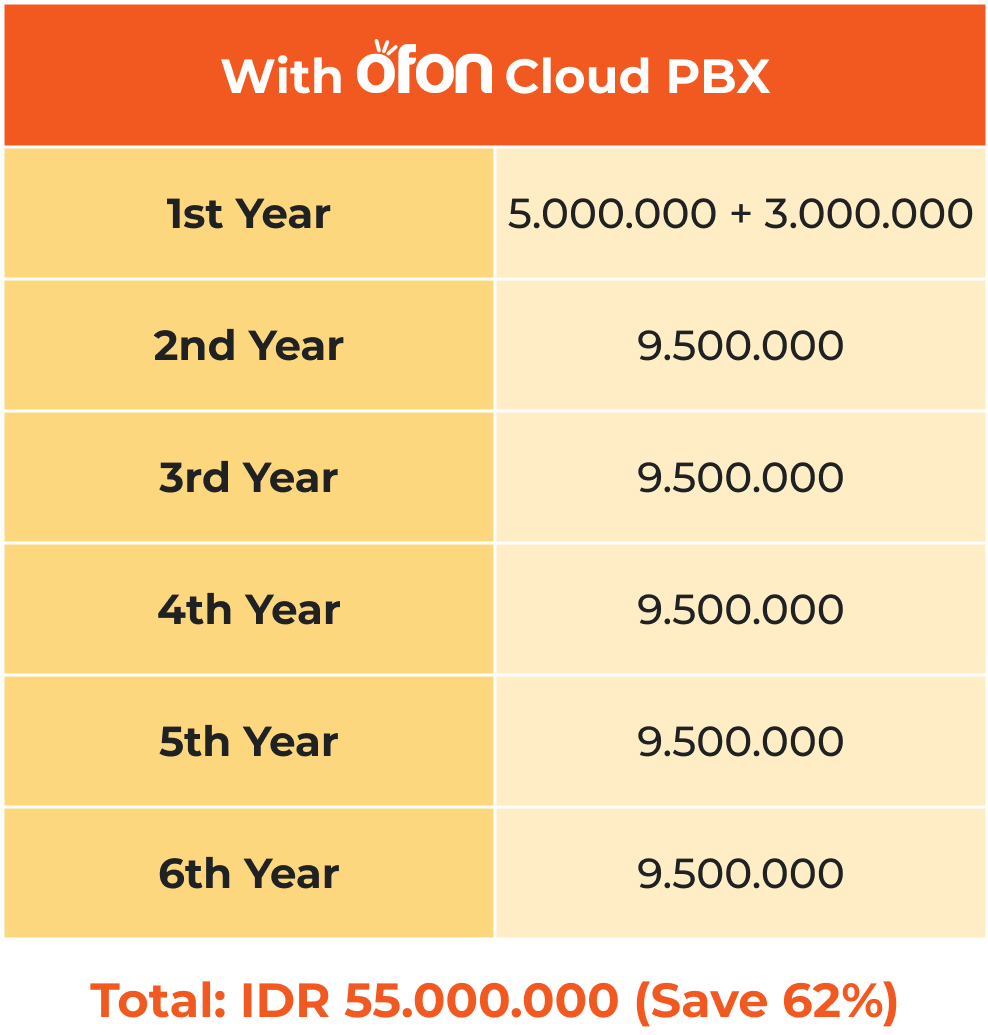 With öfon Cloud PBX
1st Year 5.000.000 + 3.000.000
2nd Year 9.500.000
3rd Year 9.500.000
4th Year 9.500.000
5th Year 9.500.000
6th Year 9.500.000
Total: IDR 55.000.000 (Save 62%)